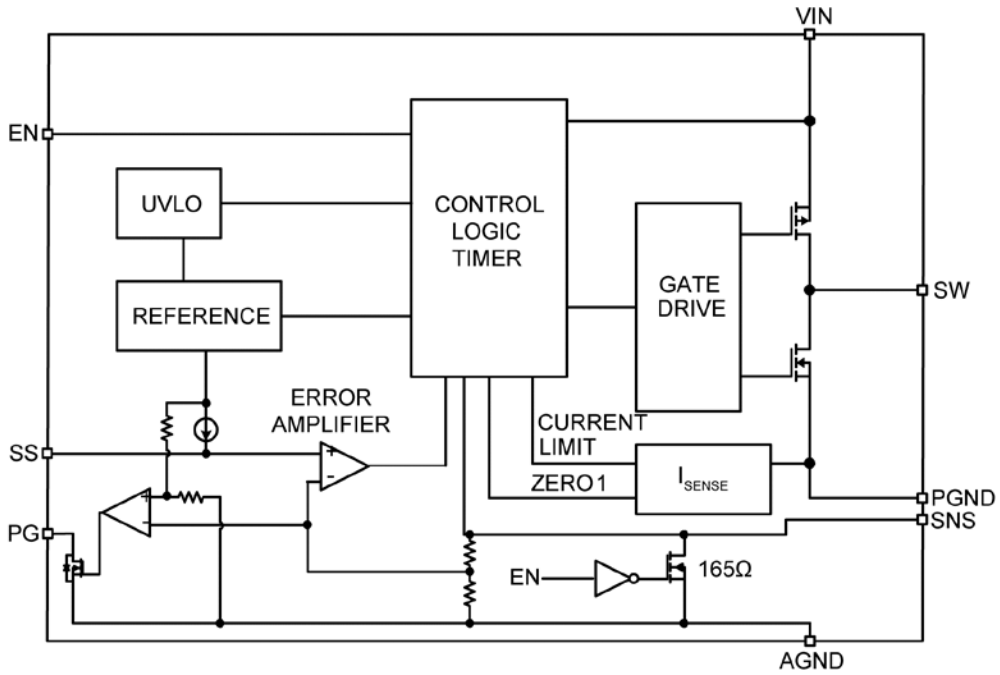 VIN
EN
UVLO
CONTROL
LOGIC
TIMER
REFERENCE
GATE
DRIVE
SW
ERROR
AMPLIFIER
CURRENT
LIMIT
SS
ISENSE
ZERO1
PGND
SNS
PG
EN
165Ω
AGND
+
-
+
-